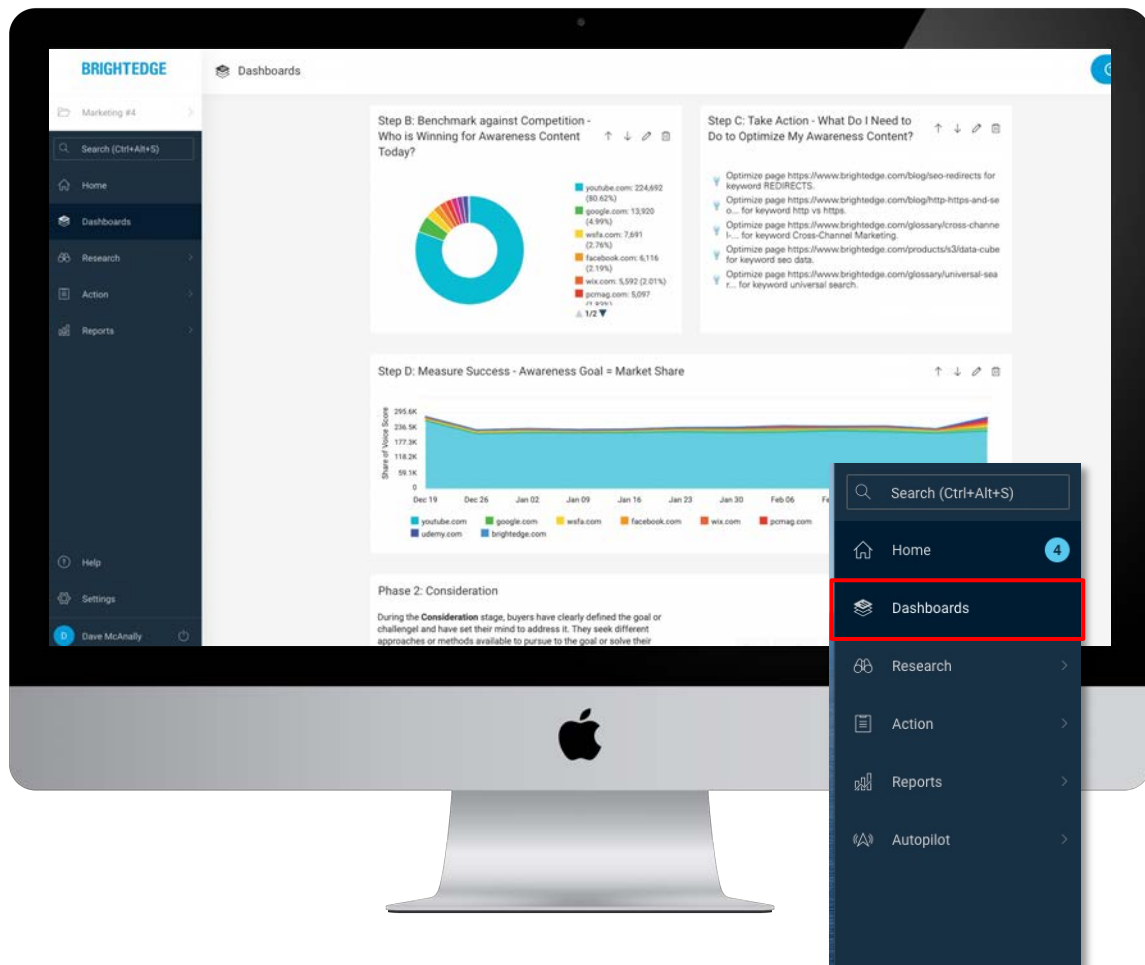 BRIGHTEDGE
Dashboards
Marketing #4
Search (Ctrl+Alt+S)
Home
Dashboards
Research
Action
Reports
Help
Settings
D Dave McAnally
Step B: Benchmark against Competition -
Who is Winning for Awareness Content
Today?
youtube.com: 224,692
(80.62%)
google.com: 13,920
(4.99%)
wsfa.com: 7,691
(2.76%)
facebook.com: 6,116
(2.19%)
wix.com: 5,592 (2.01%)
pcmag.com: 5,097
1/2
Step C: Take Action - What Do I Need to
Do to Optimize My Awareness Content?
Optimize page https://www.brightedge.com/blog/seo-redirects for
keyword REDIRECTS.
Optimize page https://www.brightedge.com/blog/http-https-and-se
o... for keyword http vs https.
Optimize page https://www.brightedge.com/glossary/cross-channe
l-... for keyword Cross-Channel Marketing.
Optimize page https://www.brightedge.com/products/s3/data-cube
for keyword seo data.
Optimize page https://www.brightedge.com/glossary/universal-sea
r... for keyword universal search.
Step D: Measure Success - Awareness Goal = Market Share
Share of Voice Score
295.6K
236.5K
177.3K
118.2K
59.1K
0
Dec 19 Dec 26 Jan 02 Jan 09 Jan 16 Jan 23 Jan 30 Feb 06
youtube.com google.com wsfa.com facebook.com wix.com pcmag.com
udemy.com brightedge.com
Phase 2: Consideration
During the Consideration stage, buyers have clearly defined the goal or
challengel and have set their mind to address it. They seek different
approaches or methods available to pursue to the goal or solve their
Search (Ctrl+Alt+S)
Home 4
Dashboards
Research
Action
Reports
Autopilot